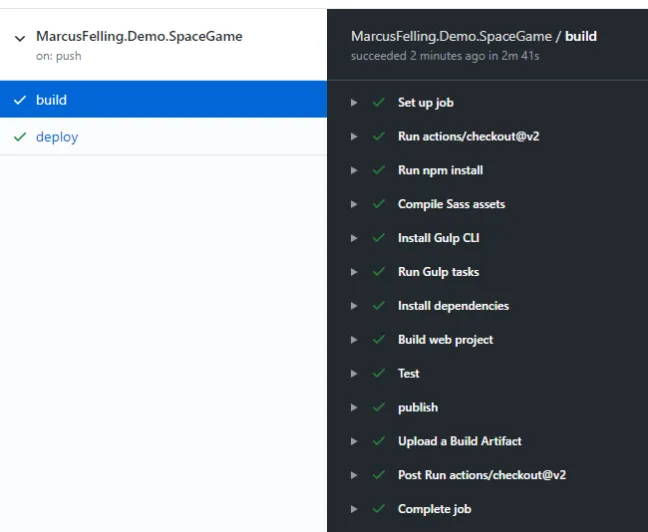 MarcusFelling.Demo.SpaceGame
on: push
build
deploy
MarcusFelling.Demo.SpaceGame / build
succeeded 2 minutes ago in 2m 41s
Set up job
Run actions/checkout@v2
Run npm install
Compile Sass assets
Install Gulp CLI
Run Gulp tasks
Install dependencies
Build web project
Test
publish
Upload a Build Artifact
Post Run actions/checkout@v2
Complete job